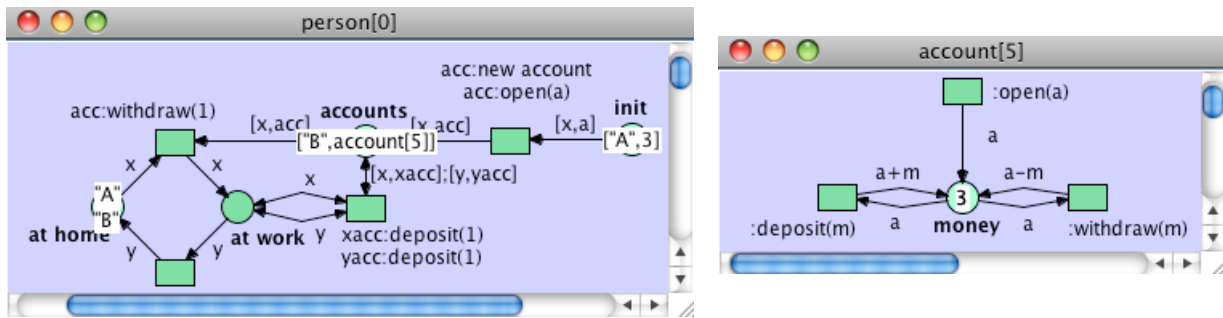 person[0]
acc:new account
acc:open(a)
acc:withdraw(1)
accounts
init
[x,acc]
[x,acc]
[x,a]
["B",account[5]]
["A",3]
x
x
x
[x,xacc];[y,yacc]
"A"
"B"
at home
at work
y
y
y
xacc:deposit(1)
yacc:deposit(1)
account[5]
:open(a)
a
a+m
a-m
3
:deposit(m)
a
money
a
:withdraw(m)